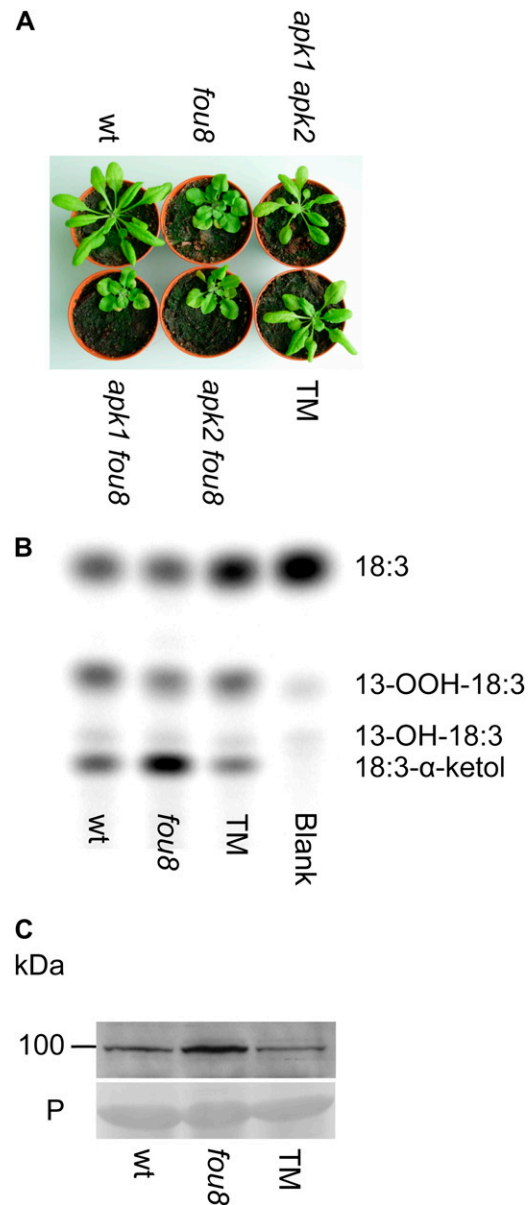 A
wt
fou8
apk1 apk2
apk1 fou8
apk2 fou8
TM
B
18:3
13-OOH-18:3
13-OH-18:3
18:3-α-ketol
wt
fou8
TM
Blank
C
kDa
100
P
wt
fou8
TM